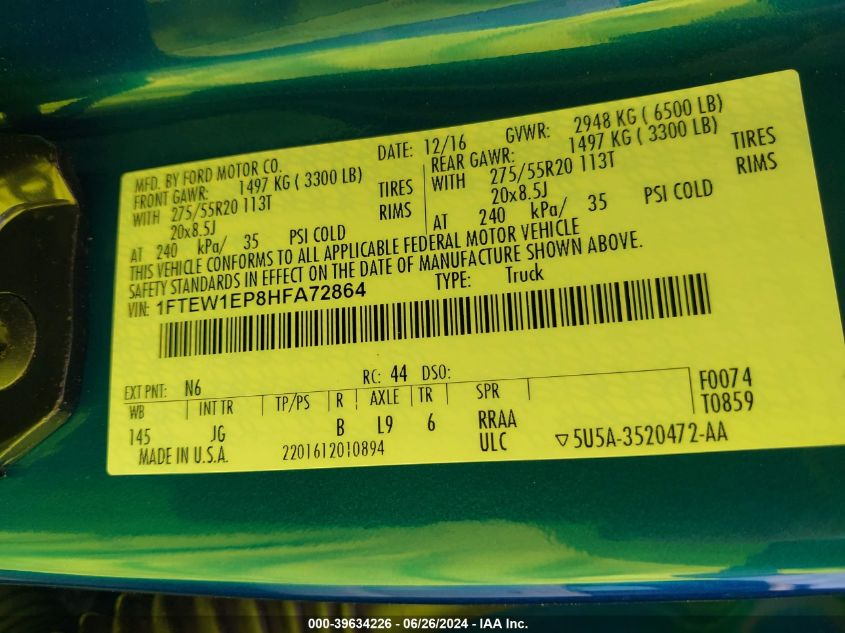 MFD. BY FORD MOTOR CO.
DATE: 12/16 GVWR: 2948 KG ( 6500 LB)
FRONT GAWR: 1497 KG ( 3300 LB)
WITH 275/55R20 113T TIRES
20x8.5J RIMS
AT 240 kPa/ 35 PSI COLD
REAR GAWR: 1497 KG ( 3300 LB)
WITH 275/55R20 113T TIRES
20x8.5J RIMS
AT 240 kPa/ 35 PSI COLD
THIS VEHICLE CONFORMS TO ALL APPLICABLE FEDERAL MOTOR VEHICLE
SAFETY STANDARDS IN EFFECT ON THE DATE OF MANUFACTURE SHOWN ABOVE.
VIN: 1FTEW1EP8HFA72864 TYPE: Truck
EXT PNT: N6 RC: 44 DSO:
WB INT TR TP/PS R AXLE TR SPR
145 JG B L9 6 RRAA
ULC
F0074
T0859
MADE IN U.S.A. 2201612010894 ▽5U5A-3520472-AA
000-39634226 - 06/26/2024 - IAA Inc.